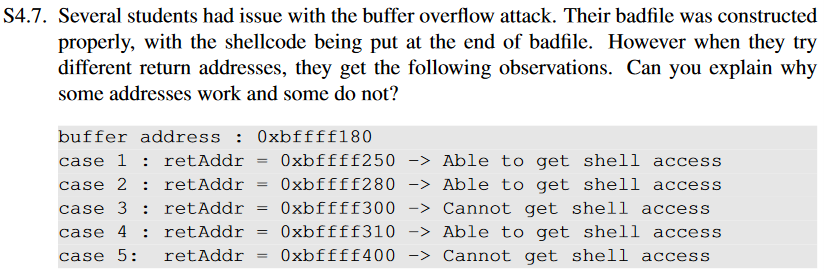 S4.7. Several students had issue with the buffer overflow attack. Their badfile was constructed
properly, with the shellcode being put at the end of badfile. However when they try
different return addresses, they get the following observations. Can you explain why
some addresses work and some do not?
buffer address : 0xbffff180
case 1 : retAddr = 0xbffff250 -> Able to get shell access
case 2 : retAddr = 0xbffff280 -> Able to get shell access
case 3 : retAddr = 0xbffff300 -> Cannot get shell access
case 4 : retAddr = 0xbffff310 -> Able to get shell access
case 5: retAddr = 0xbffff400 -> Cannot get shell access